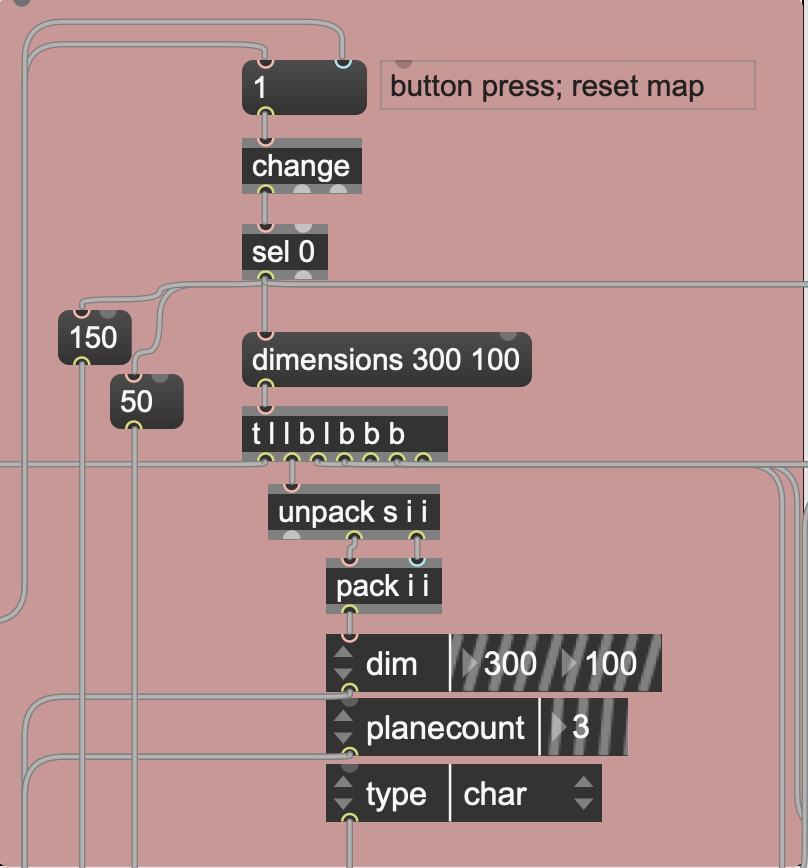 1
button press; reset map
change
sel 0
150
dimensions 300 100
50
t l l b l b b b
unpack s i i
pack i i
dim 300 100
planecount 3
type char